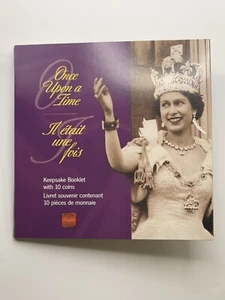 Once
Upon a
Time
Il était
une
fois
Keepsake Booklet
with 10 coins
Livret souvenir contenant
10 pièces de monnaie